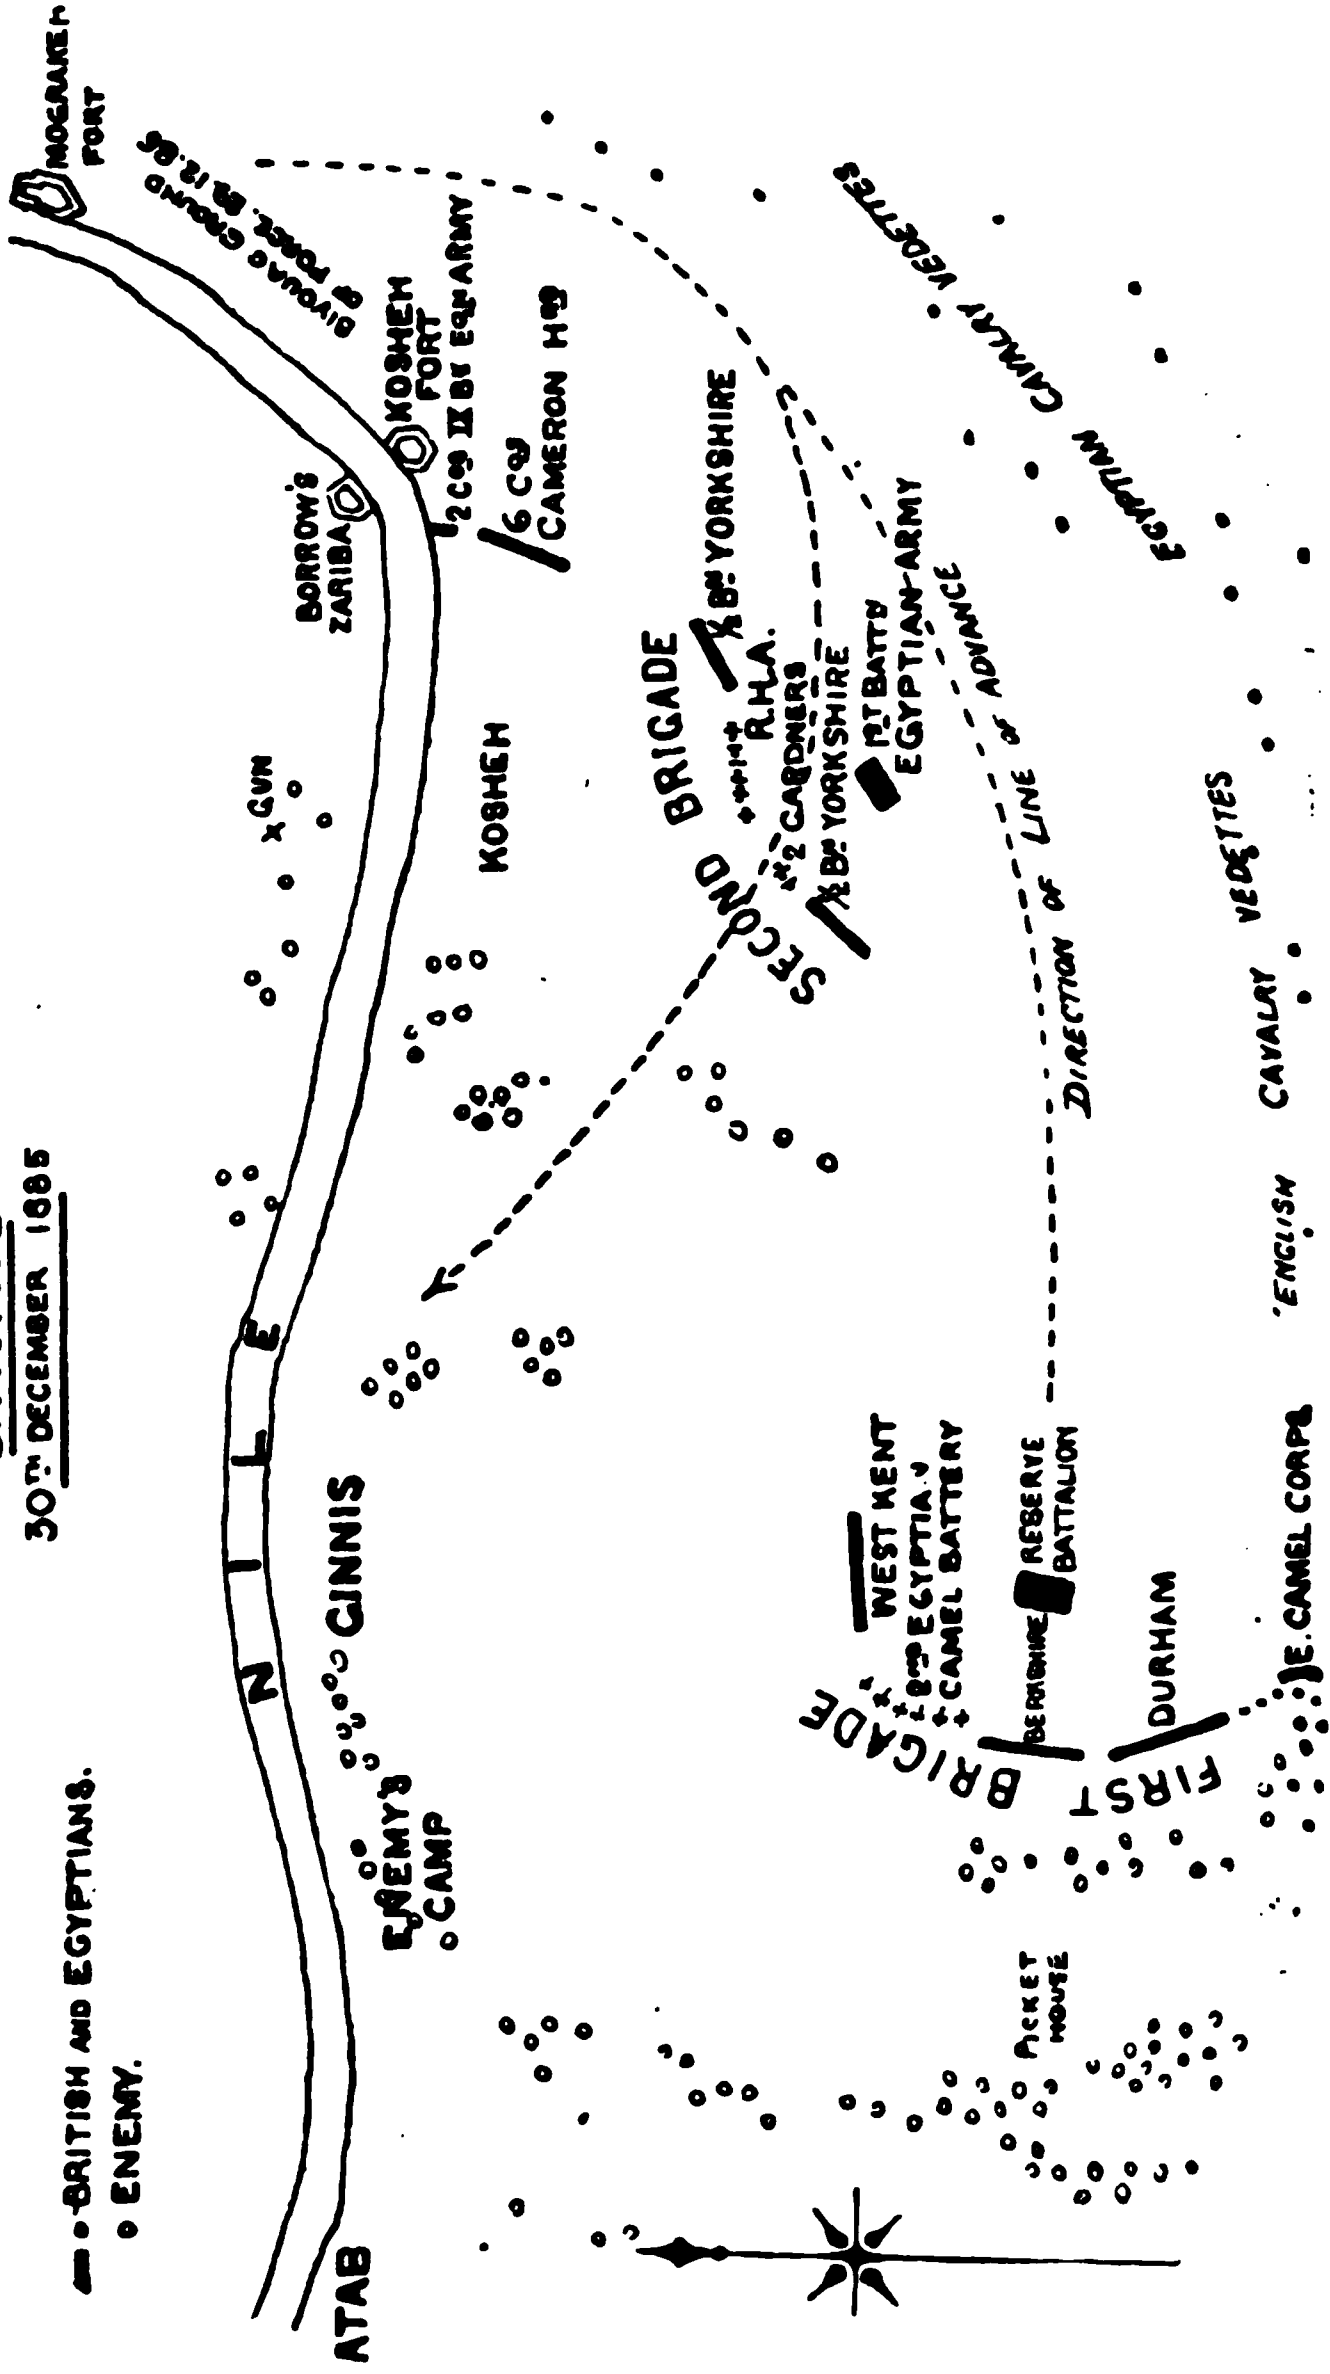 30TH DECEMBER 1885
BRITISH AND EGYPTIANS.
ENEMY.
MOGRAKEH
FORT
BIVOUAC GROUND
of FORCE. 29.12.85
KOSHEH
FORT
2 Cos IX Bn EGn ARMY
6 Cos
CAMERON Hrs
BORROW'S
ZARIBA
GUN
KOSHEH
NILE
GINNIS
ENEMY'S
CAMP
ATAB
SECOND BRIGADE
½ Bn YORKSHIRE
R.H.A.
2 GARDNERS
½ Bn YORKSHIRE
1ST BATTN
EGYPTIAN ARMY
DIRECTION OF LINE OF ADVANCE
EGYPTIAN CAVALRY VEDETTES
ENGLISH CAVALRY VEDETTES
FIRST BRIGADE
WEST KENT
EGYPTIAN
CAMEL BATTERY
BERKSHIRE
RESERVE
BATTALION
DURHAM
E. CAMEL CORPS
PICKET
HOUSE